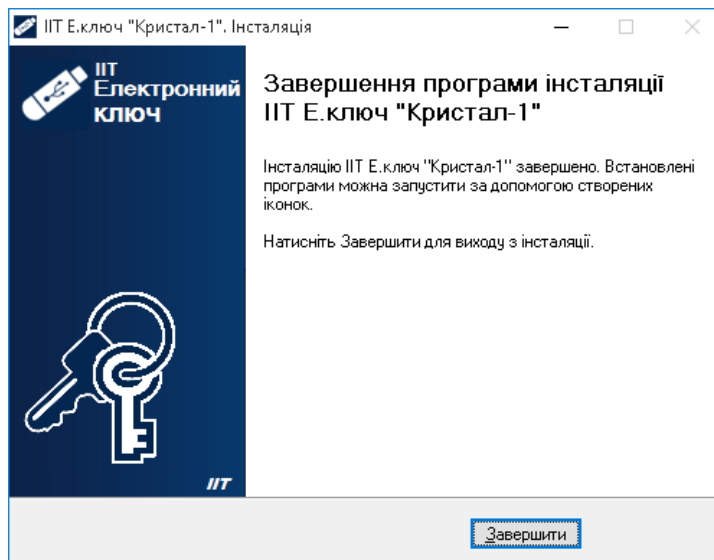 ІІТ Е.ключ "Кристал-1". Інсталяція
ІІТ
Електронний
ключ
Завершення програми інсталяції
ІІТ Е.ключ "Кристал-1"
Інсталяцію ІІТ Е.ключ "Кристал-1" завершено. Встановлені
програми можна запустити за допомогою створених
іконок.
Натисніть Завершити для виходу з інсталяції.
ІІТ
Завершити